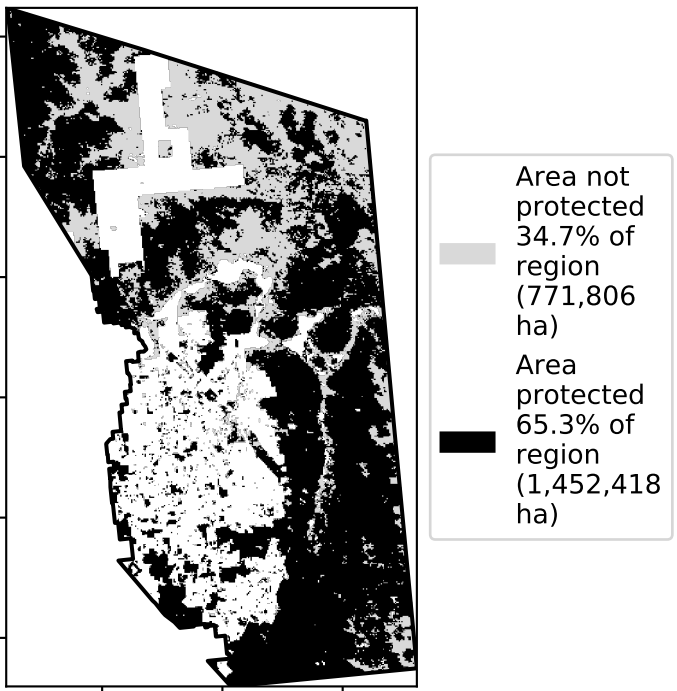 Area not
protected
34.7% of
region
(771,806
ha)
Area
protected
65.3% of
region
(1,452,418
ha)